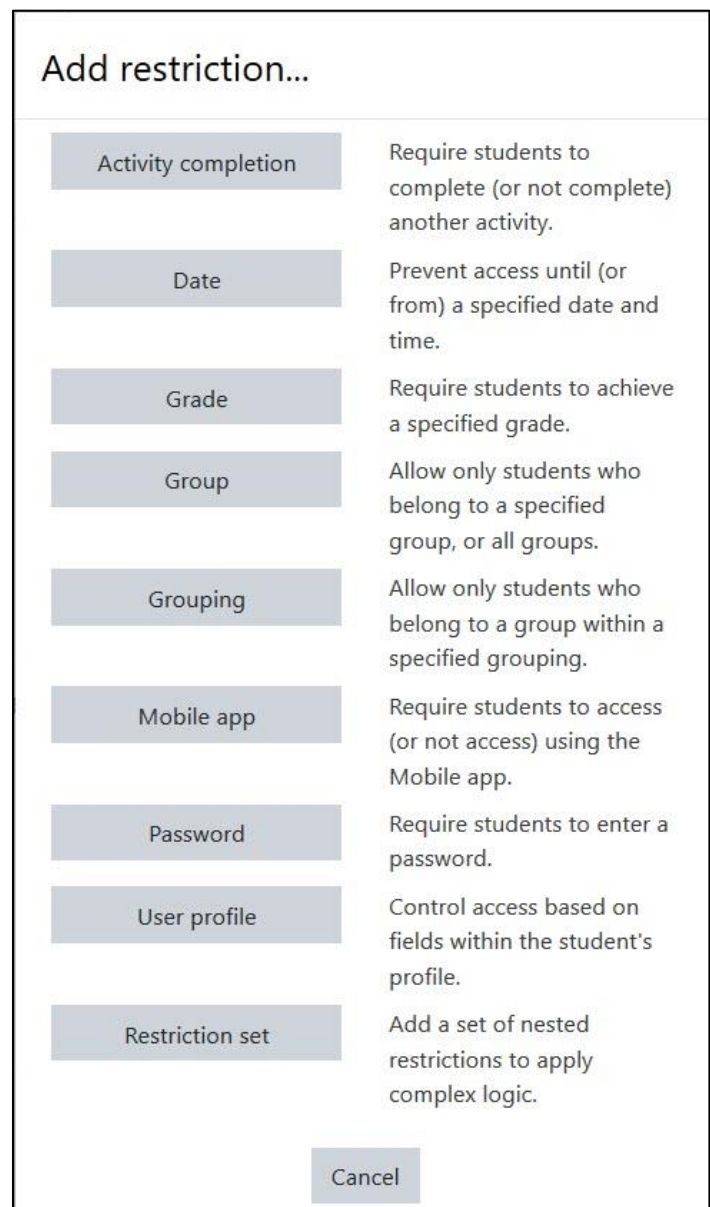 Add restriction...
Activity completion
Require students to
complete (or not complete)
another activity.
Date
Prevent access until (or
from) a specified date and
time.
Grade
Require students to achieve
a specified grade.
Group
Allow only students who
belong to a specified
group, or all groups.
Grouping
Allow only students who
belong to a group within a
specified grouping.
Mobile app
Require students to access
(or not access) using the
Mobile app.
Password
Require students to enter a
password.
User profile
Control access based on
fields within the student's
profile.
Restriction set
Add a set of nested
restrictions to apply
complex logic.
Cancel